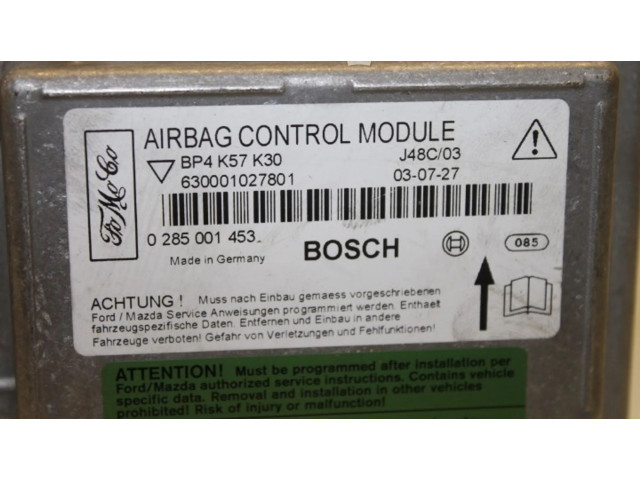 FoMoCo
AIRBAG CONTROL MODULE
BP4 K57 K30 J48C/03
630001027801 03-07-27
0 285 001 453 BOSCH 085
Made in Germany
ACHTUNG ! Muss nach Einbau gemaess vorgeschriebenen
Ford / Mazda Service Anweisungen programmiert werden. Enthaelt
fahrzeugspezifische Daten. Entfernen und Einbau in andere
Fahrzeuge verboten! Gefahr von Verletzungen und Fehlfunktionen!
ATTENTION! Must be programmed after installation per
Ford/Mazda authorized service instructions. Contains vehicle
specific data. Removal and installation in other vehicles
prohibited! Risk of injury or malfunction!